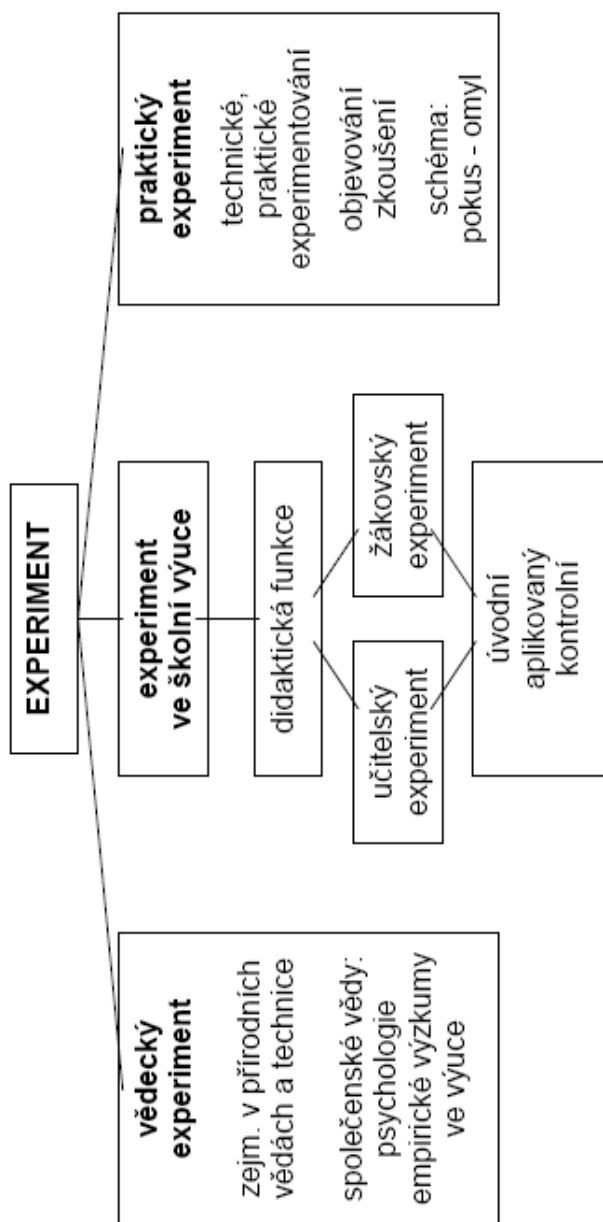 EXPERIMENT
vědecký
experiment
zejm. v přírodních
vědách a technice
společenské vědy:
psychologie
empirické výzkumy
ve výuce
experiment
ve školní výuce
didaktická funkce
učitelský
experiment
žákovský
experiment
úvodní
aplikovaný
kontrolní
praktický
experiment
technické,
praktické
experimentování
objevování
zkoušení
schéma:
pokus - omyl